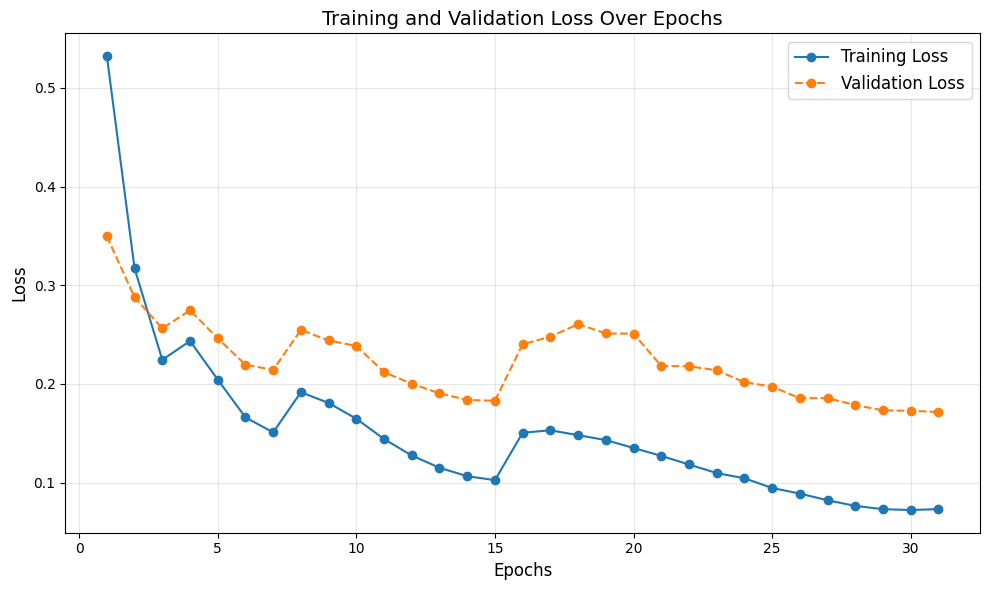 Training and Validation Loss Over Epochs
Training Loss
Validation Loss
Loss
0.5
0.4
0.3
0.2
0.1
0 5 10 15 20 25 30
Epochs